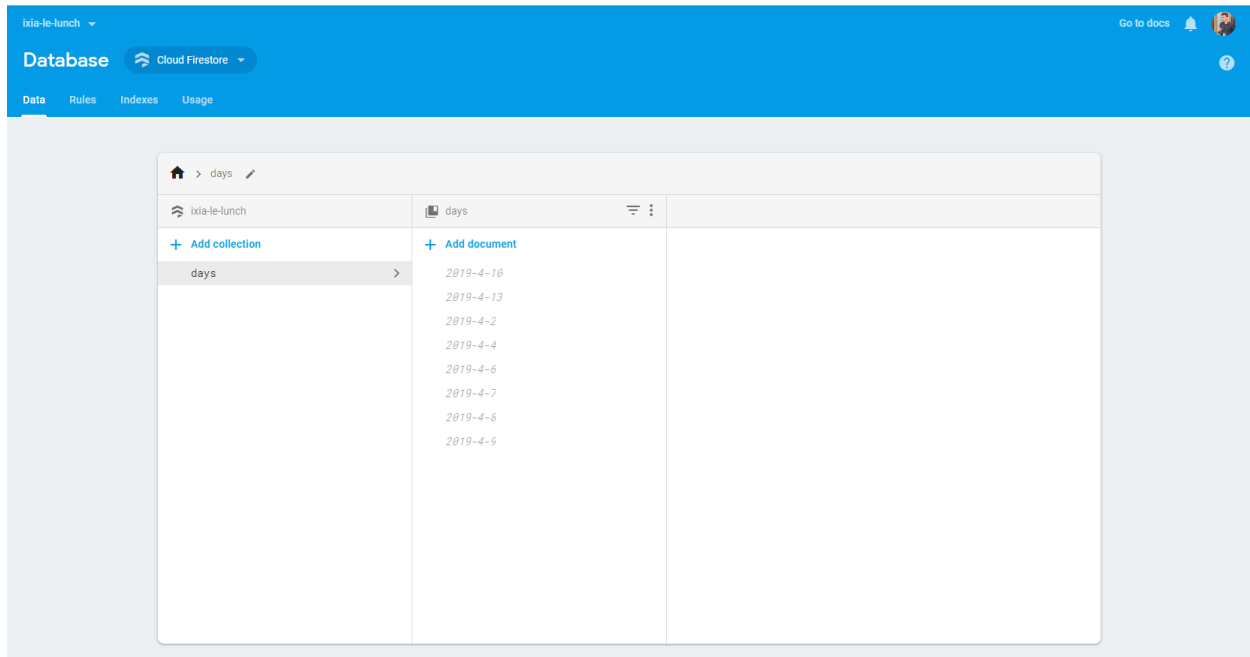 ixia-le-lunch
Go to docs
Database
Cloud Firestore
Data Rules Indexes Usage
> days
ixia-le-lunch
days
+ Add collection
+ Add document
days
2019-4-10
2019-4-13
2019-4-2
2019-4-4
2019-4-6
2019-4-7
2019-4-8
2019-4-9